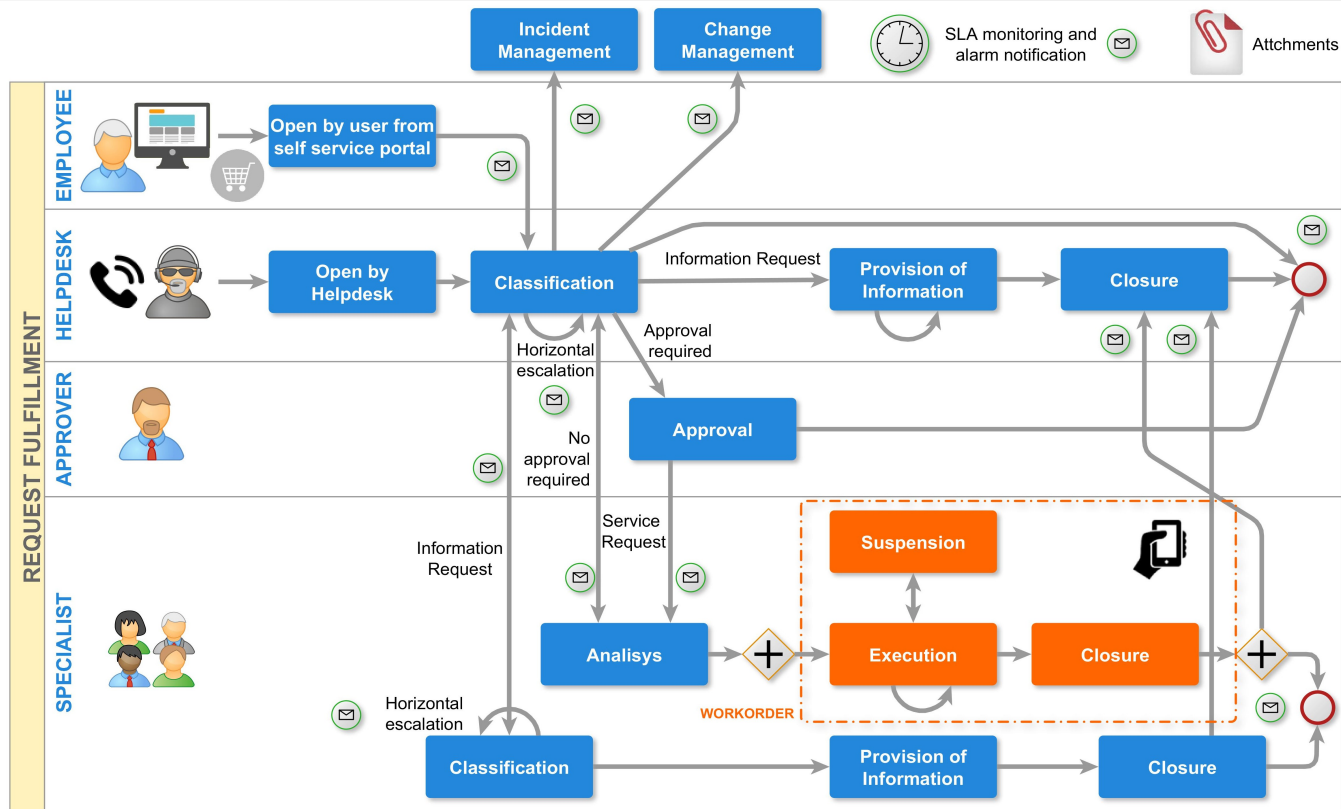 Incident
Management
Change
Management
SLA monitoring and
alarm notification
Attchments
REQUEST FULFILLMENT
EMPLOYEE
Open by user from
self service portal
HELPDESK
Open by
Helpdesk
Classification
Information Request
Provision of
Information
Closure
Horizontal
escalation
Approval
required
APPROVER
Approval
No
approval
required
SPECIALIST
Information
Request
Service
Request
Suspension
Analisys
Execution
Closure
WORKORDER
Horizontal
escalation
Classification
Provision of
Information
Closure